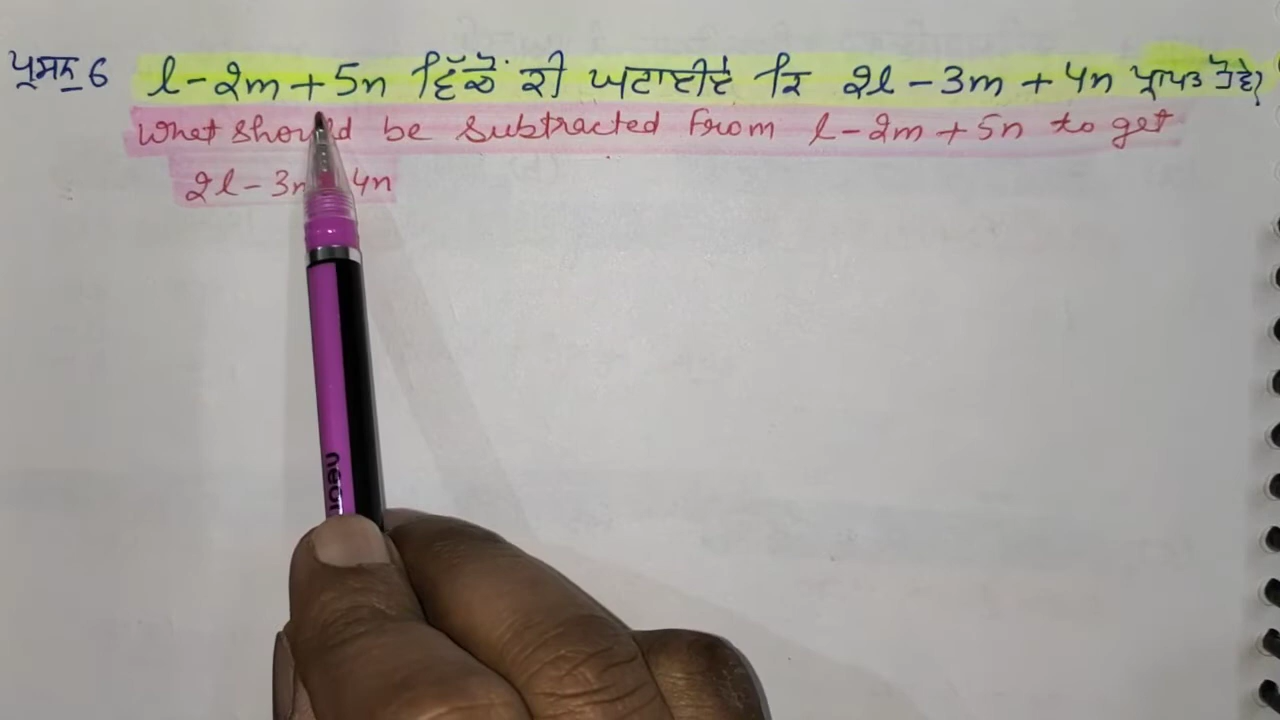 ਪ੍ਰਸ਼ਨ 6 l - 2m + 5n ਵਿੱਚੋਂ ਕੀ ਘਟਾਈਏ ਕਿ 2l - 3m + 4n ਪ੍ਰਾਪਤ ਹੋਵੇ?
What should be subtracted from l - 2m + 5n to get
2l - 3m 4n
neon